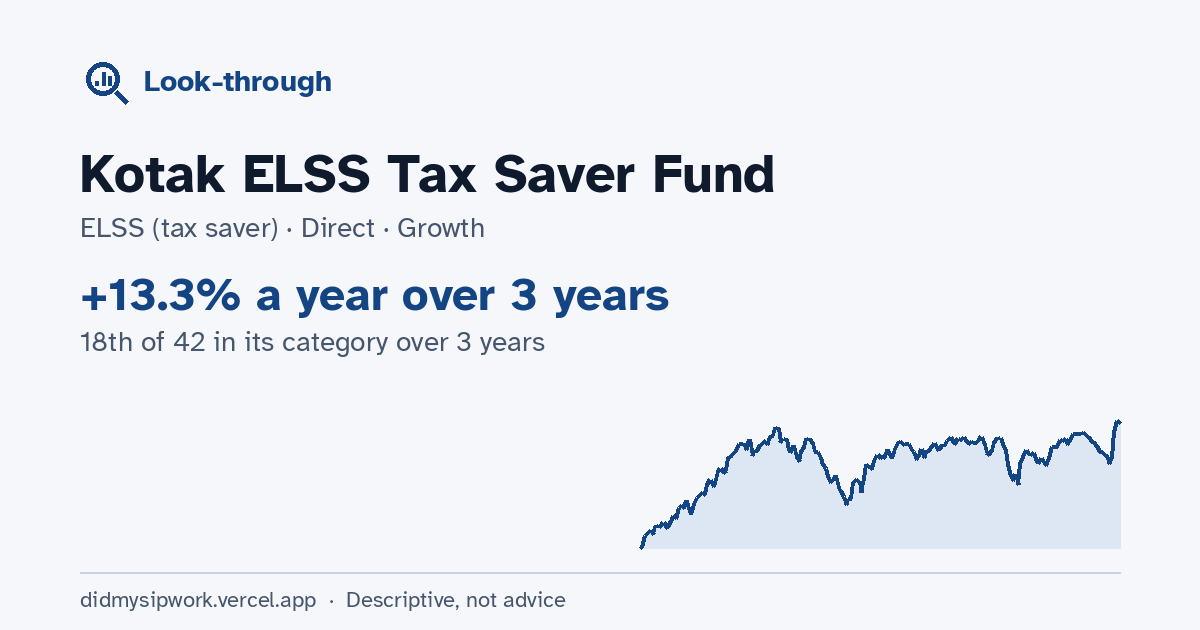 Look-through
Kotak ELSS Tax Saver Fund
ELSS (tax saver) · Direct · Growth
+13.3% a year over 3 years
18th of 42 in its category over 3 years
didmysipwork.vercel.app · Descriptive, not advice